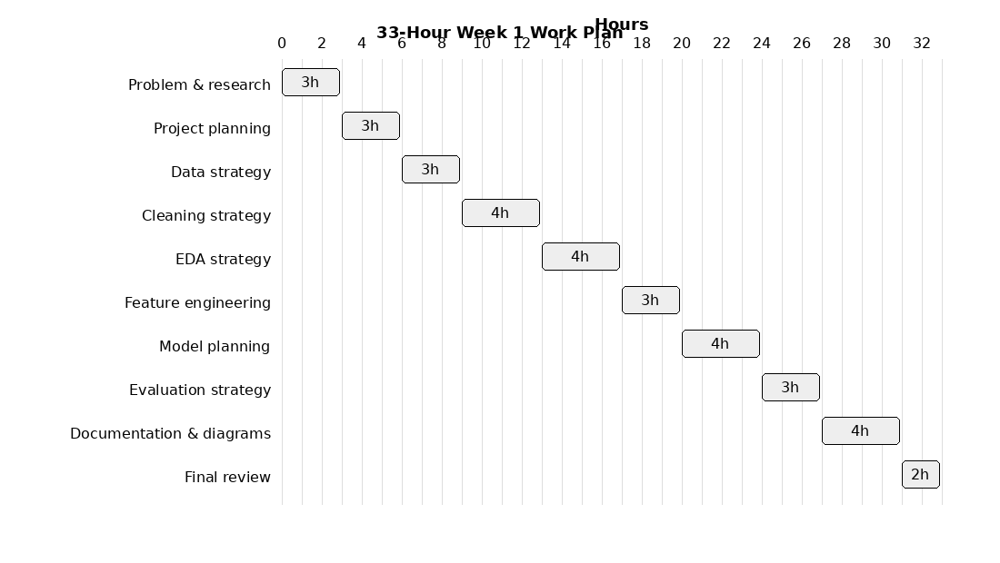 Hours
33-Hour Week 1 Work Plan
0 2 4 6 8 10 12 14 16 18 20 22 24 26 28 30 32
Problem & research 3h
Project planning 3h
Data strategy 3h
Cleaning strategy 4h
EDA strategy 4h
Feature engineering 3h
Model planning 4h
Evaluation strategy 3h
Documentation & diagrams 4h
Final review 2h